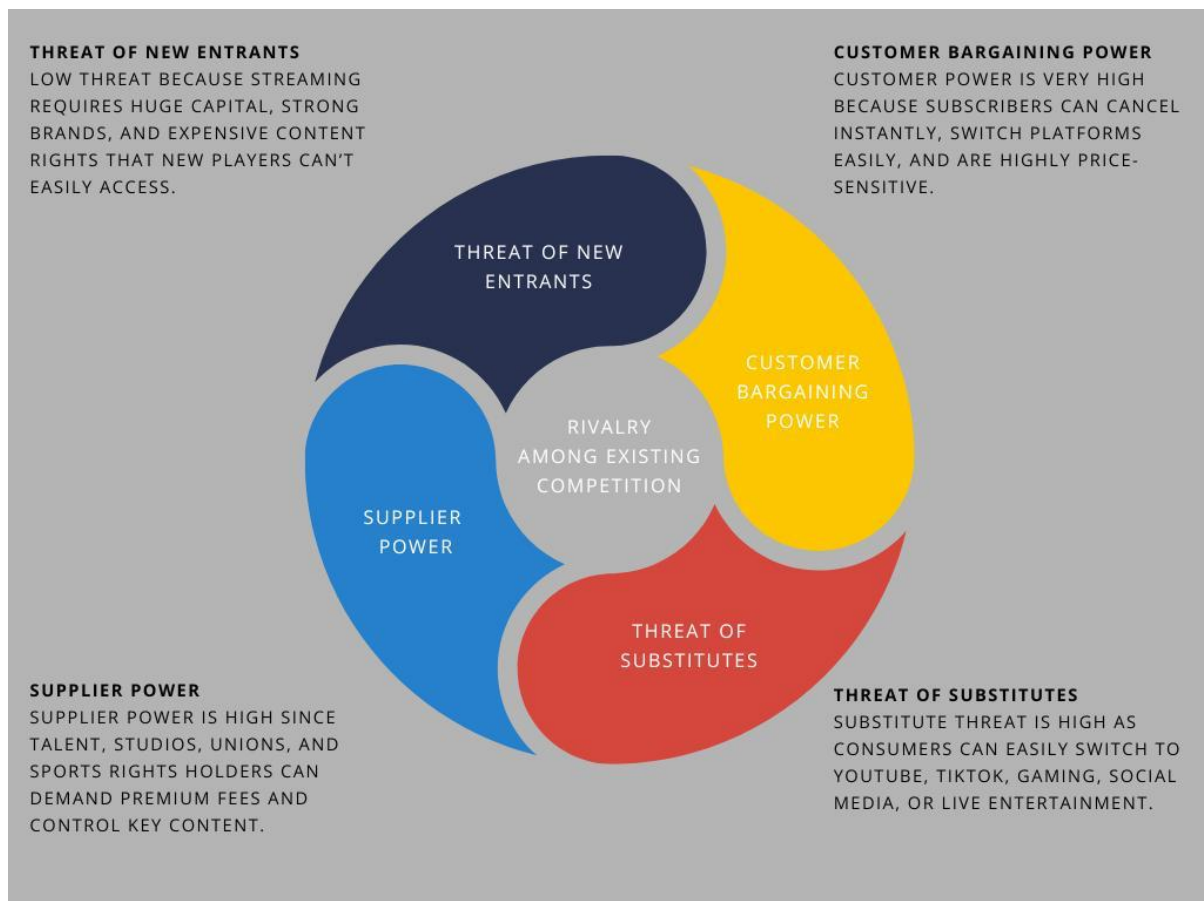 THREAT OF NEW ENTRANTS
LOW THREAT BECAUSE STREAMING
REQUIRES HUGE CAPITAL, STRONG
BRANDS, AND EXPENSIVE CONTENT
RIGHTS THAT NEW PLAYERS CAN'T
EASILY ACCESS.
CUSTOMER BARGAINING POWER
CUSTOMER POWER IS VERY HIGH
BECAUSE SUBSCRIBERS CAN CANCEL
INSTANTLY, SWITCH PLATFORMS
EASILY, AND ARE HIGHLY PRICE-
SENSITIVE.
THREAT OF NEW
ENTRANTS
CUSTOMER
BARGAINING
POWER
RIVALRY
AMONG EXISTING
COMPETITION
SUPPLIER
POWER
THREAT OF
SUBSTITUTES
SUPPLIER POWER
SUPPLIER POWER IS HIGH SINCE
TALENT, STUDIOS, UNIONS, AND
SPORTS RIGHTS HOLDERS CAN
DEMAND PREMIUM FEES AND
CONTROL KEY CONTENT.
THREAT OF SUBSTITUTES
SUBSTITUTE THREAT IS HIGH AS
CONSUMERS CAN EASILY SWITCH TO
YOUTUBE, TIKTOK, GAMING, SOCIAL
MEDIA, OR LIVE ENTERTAINMENT.